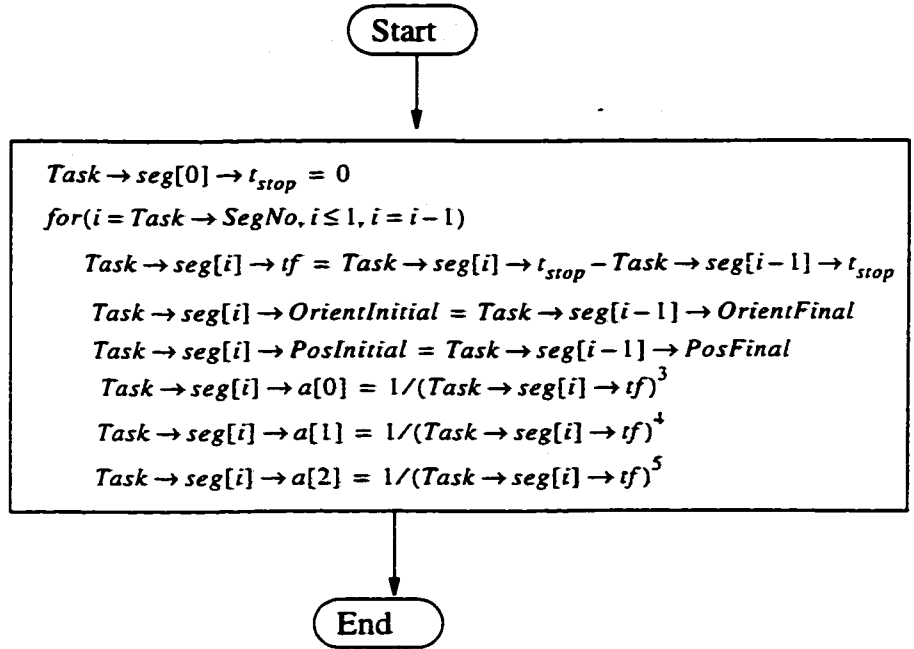 Start
Task → seg[0] → t_stop = 0
for(i = Task → SegNo, i ≤ 1, i = i − 1)
Task → seg[i] → tf = Task → seg[i] → t_stop − Task → seg[i − 1] → t_stop
Task → seg[i] → OrientInitial = Task → seg[i − 1] → OrientFinal
Task → seg[i] → PosInitial = Task → seg[i − 1] → PosFinal
Task → seg[i] → a[0] = 1/(Task → seg[i] → tf)^3
Task → seg[i] → a[1] = 1/(Task → seg[i] → tf)^4
Task → seg[i] → a[2] = 1/(Task → seg[i] → tf)^5
End